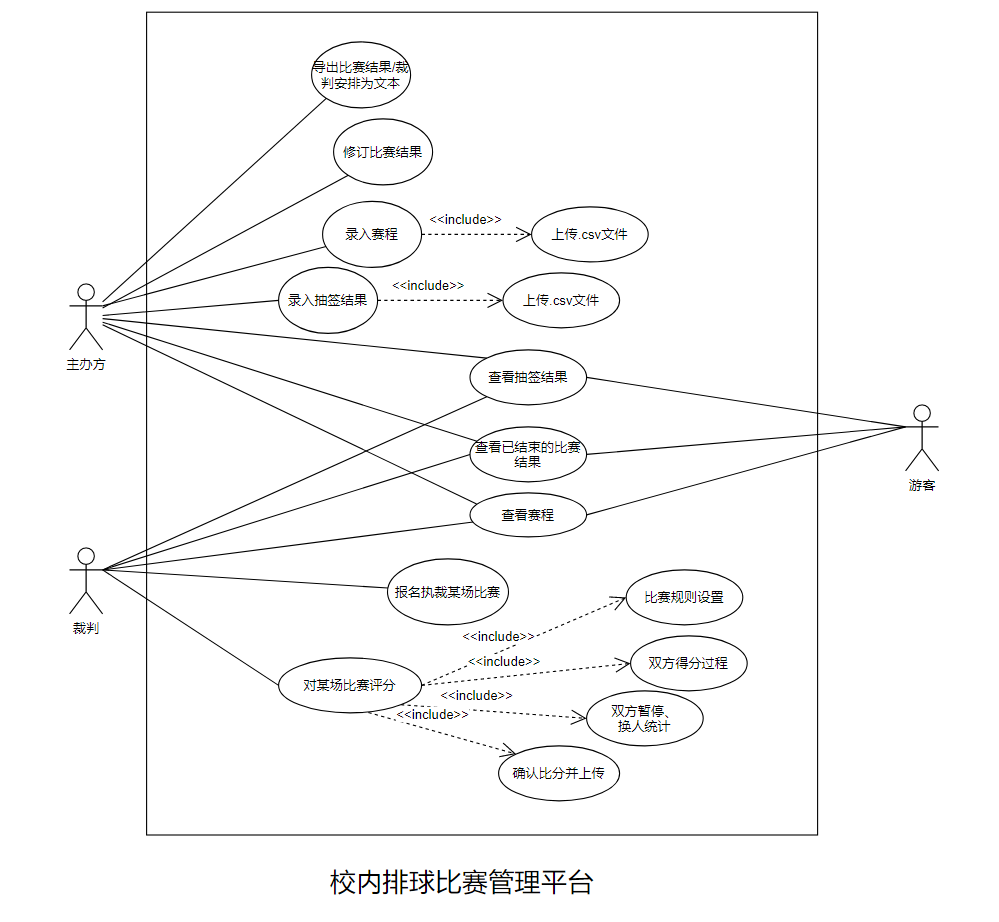 导出比赛结果/裁
判安排为文本
修订比赛结果
录入赛程
<<include>>
上传.csv文件
录入抽签结果
<<include>>
上传.csv文件
主办方
查看抽签结果
查看已结束的比赛
结果
查看赛程
游客
裁判
报名执裁某场比赛
比赛规则设置
<<include>>
双方得分过程
<<include>>
对某场比赛评分
<<include>>
双方暂停、
换人统计
<<include>>
确认比分并上传
校内排球比赛管理平台